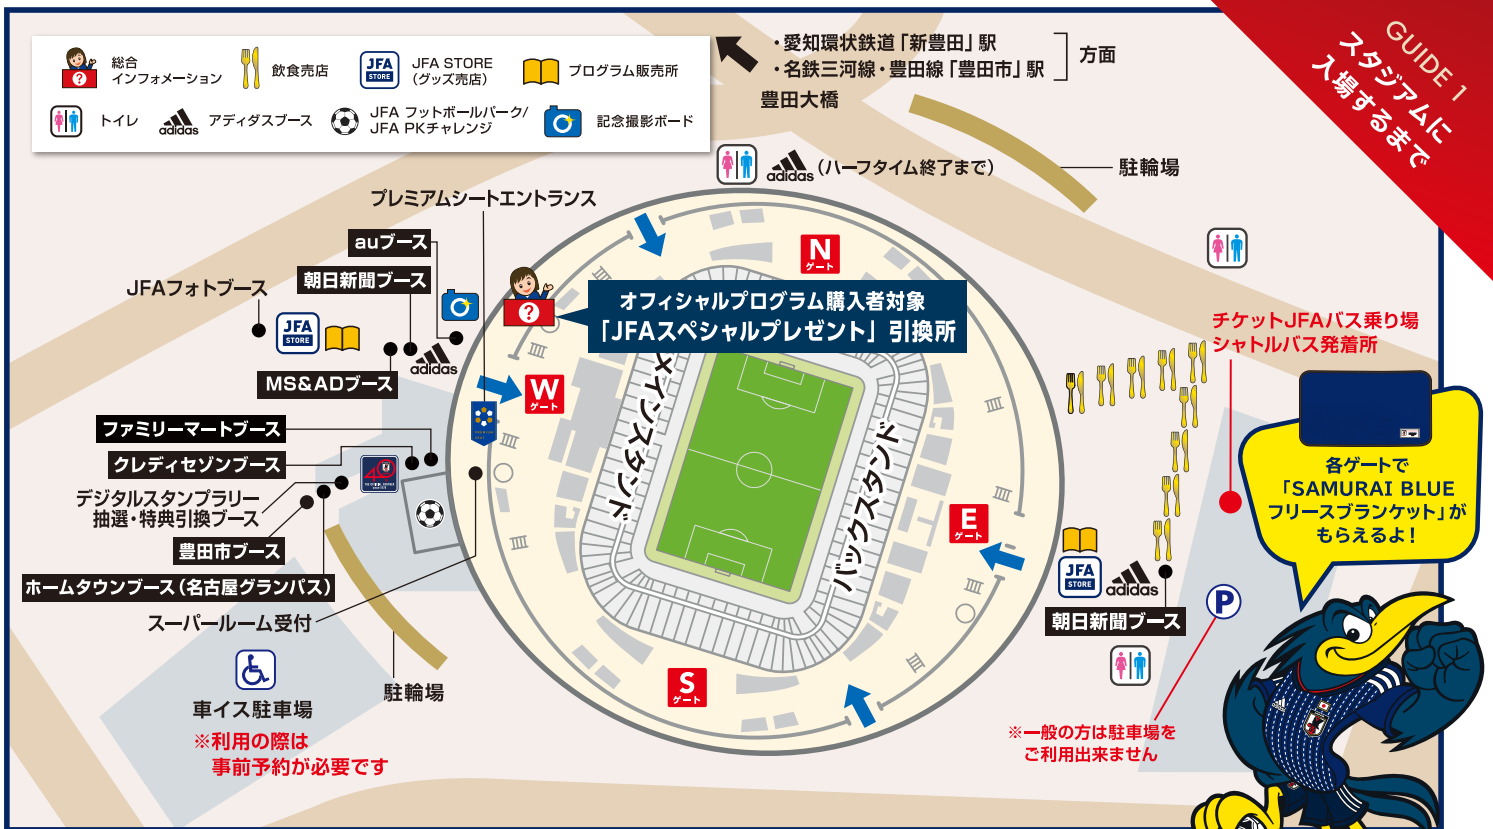 GUIDE 1
スタジアムに
入場するまで
総合
インフォメーション
飲食売店
JFA
STORE
JFA STORE
(グッズ売店)
プログラム販売所
トイレ
adidas
アディダスブース
JFA フットボールパーク/
JFA PKチャレンジ
記念撮影ボード
・愛知環状鉄道「新豊田」駅
・名鉄三河線・豊田線「豊田市」駅
方面
豊田大橋
駐輪場
adidas
(ハーフタイム終了まで)
プレミアムシートエントランス
auブース
朝日新聞ブース
JFAフォトブース
JFA
STORE
adidas
MS&ADブース
N
ゲート
?
オフィシャルプログラム購入者対象
「JFAスペシャルプレゼント」引換所
W
ゲート
メインスタンド
バックスタンド
E
ゲート
S
ゲート
ファミリーマートブース
クレディセゾンブース
デジタルスタンプラリー
抽選・特典引換ブース
豊田市ブース
ホームタウンブース(名古屋グランパス)
スーパールーム受付
車イス駐車場
※利用の際は
事前予約が必要です
駐輪場
チケットJFAバス乗り場
シャトルバス発着所
各ゲートで
「SAMURAI BLUE
フリースブランケット」が
もらえるよ!
JFA
STORE
adidas
朝日新聞ブース
P
※一般の方は駐車場を
ご利用出来ません